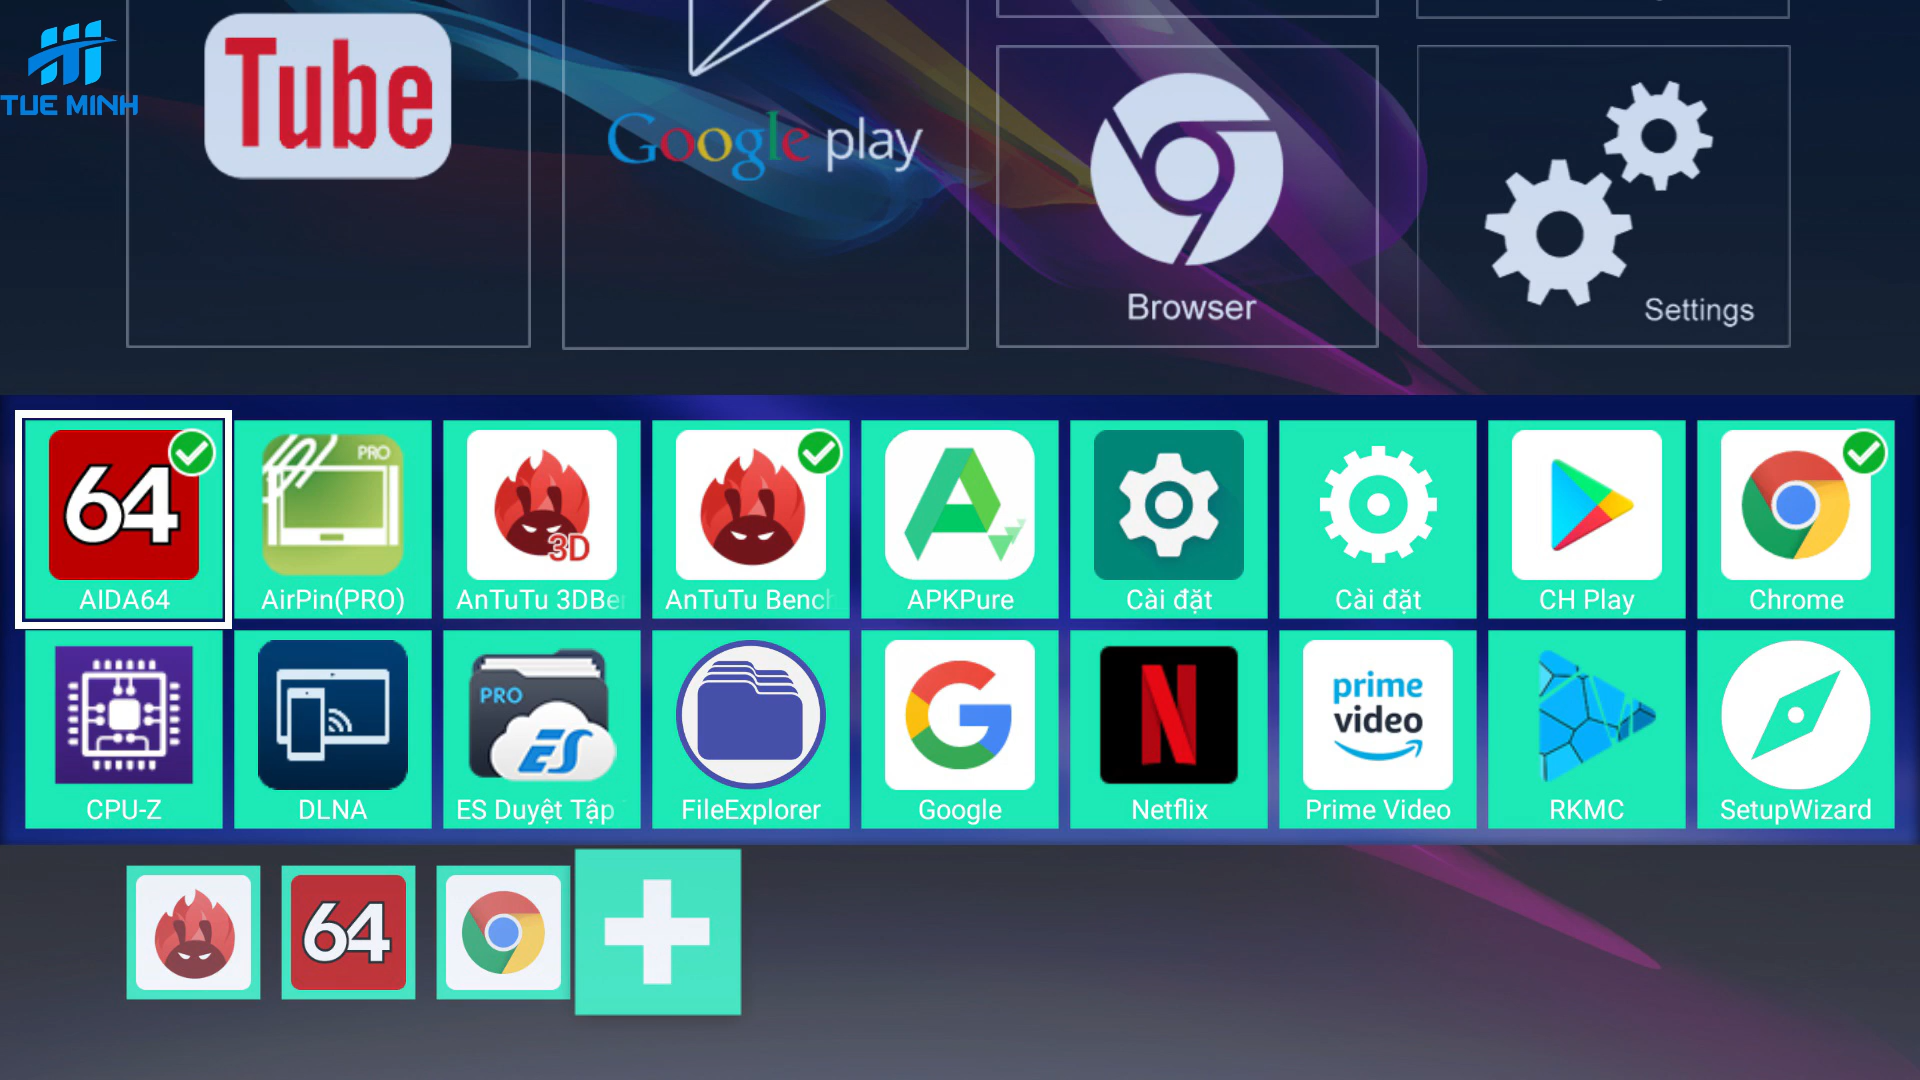 TUE MINH
Tube
Google play
Browser
Settings
64
PRO
3D
AIDA64
AirPin(PRO)
AnTuTu 3DBe
AnTuTu Bench
APKPure
Cài đặt
Cài đặt
CH Play
Chrome
PRO
ES
prime
video
N
CPU-Z
DLNA
ES Duyệt Tập
FileExplorer
Google
Netflix
Prime Video
RKMC
SetupWizard
64